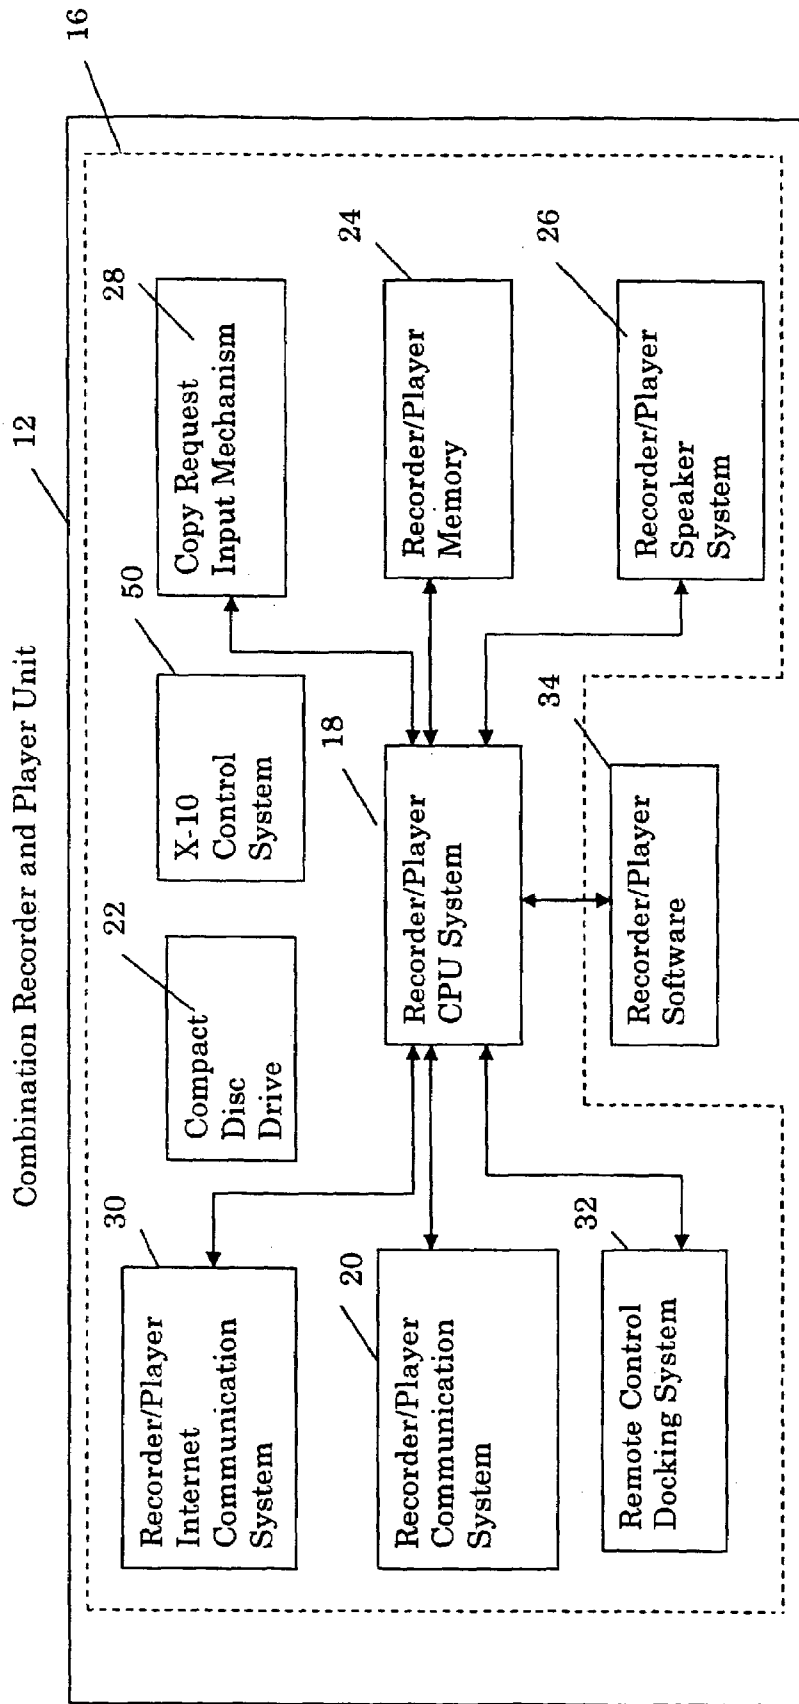 Combination Recorder and Player Unit
12
16
30
Recorder/Player
Internet
Communication
System
22
Compact
Disc
Drive
50
X-10
Control
System
28
Copy Request
Input Mechanism
20
Recorder/Player
Communication
System
18
Recorder/Player
CPU System
24
Recorder/Player
Memory
32
Remote Control
Docking System
34
Recorder/Player
Software
26
Recorder/Player
Speaker
System